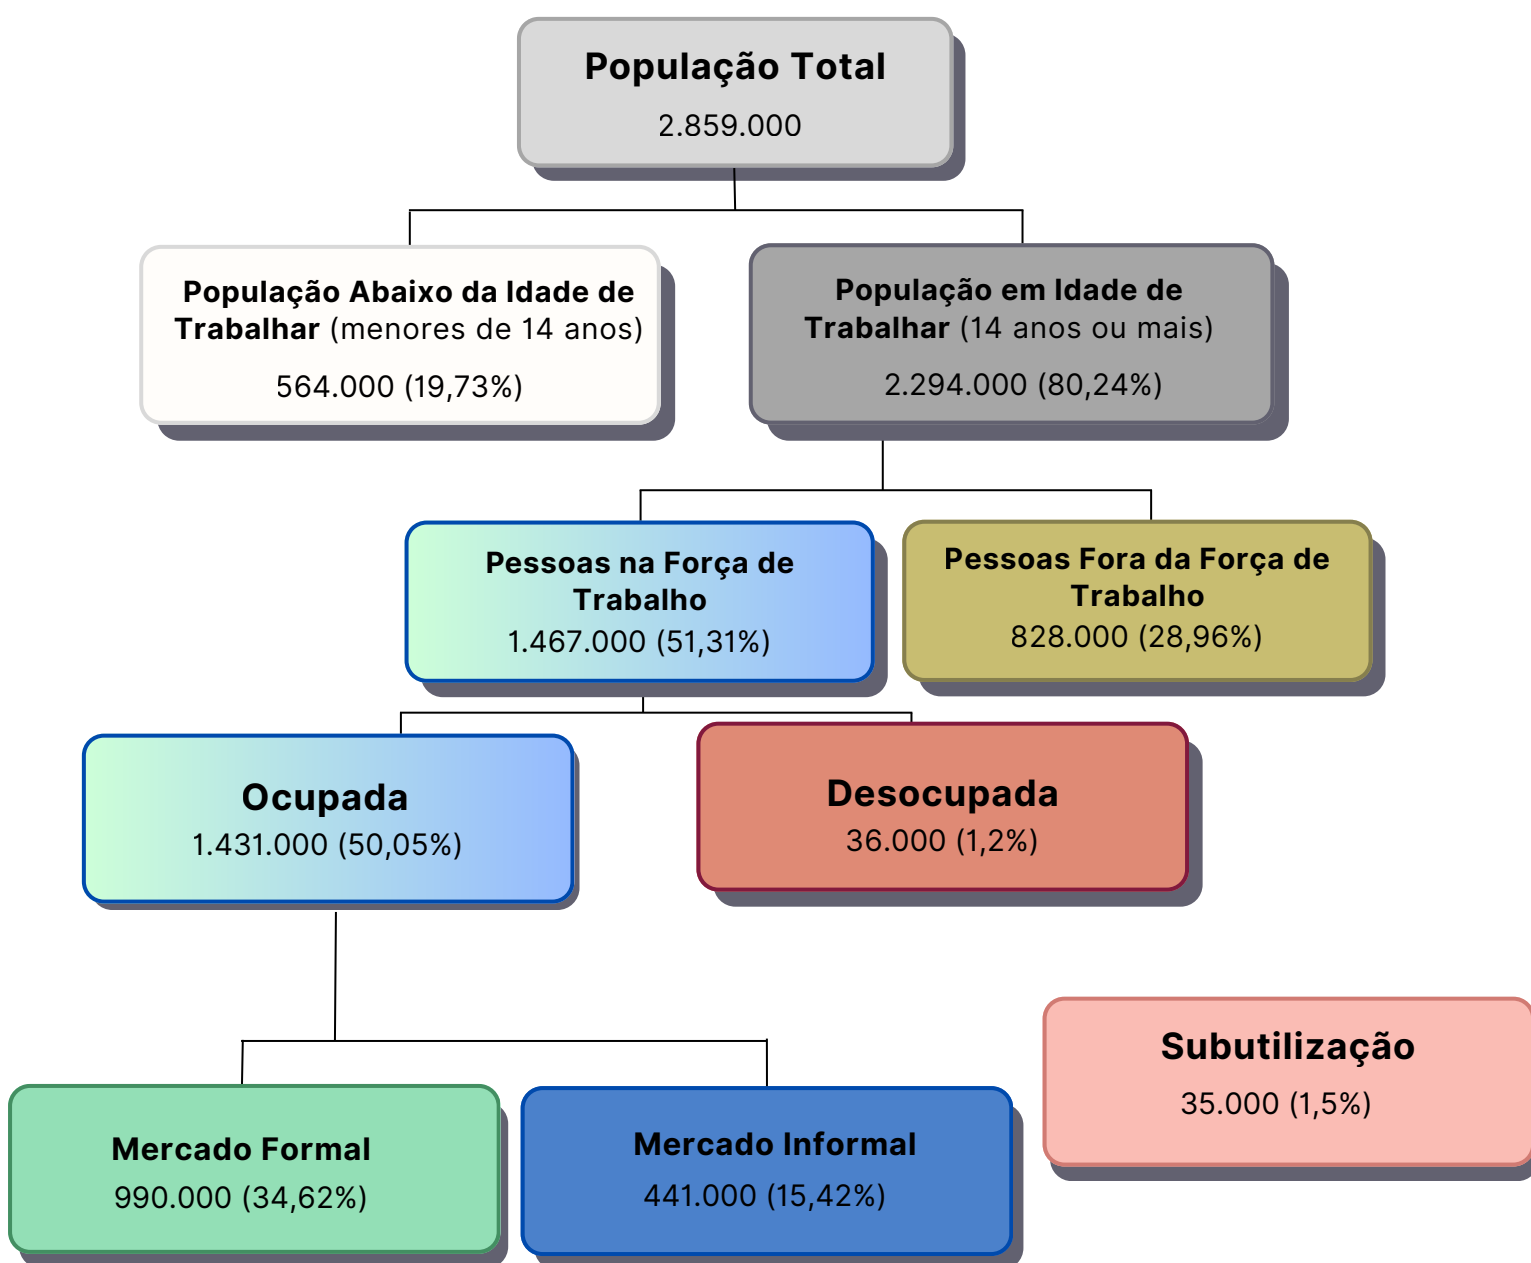 População Total
2.859.000
População Abaixo da Idade de
Trabalhar (menores de 14 anos)
564.000 (19,73%)
População em Idade de
Trabalhar (14 anos ou mais)
2.294.000 (80,24%)
Pessoas na Força de
Trabalho
1.467.000 (51,31%)
Pessoas Fora da Força de
Trabalho
828.000 (28,96%)
Ocupada
1.431.000 (50,05%)
Desocupada
36.000 (1,2%)
Subutilização
35.000 (1,5%)
Mercado Formal
990.000 (34,62%)
Mercado Informal
441.000 (15,42%)